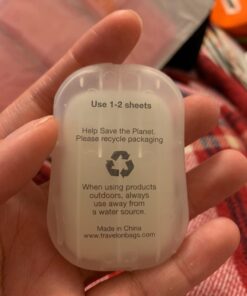 Use 1-2 sheets
Help Save the Planet.
Please recycle packaging
When using products
outdoors, always
use away from
a water source.
Made in China
www.travelonbags.com